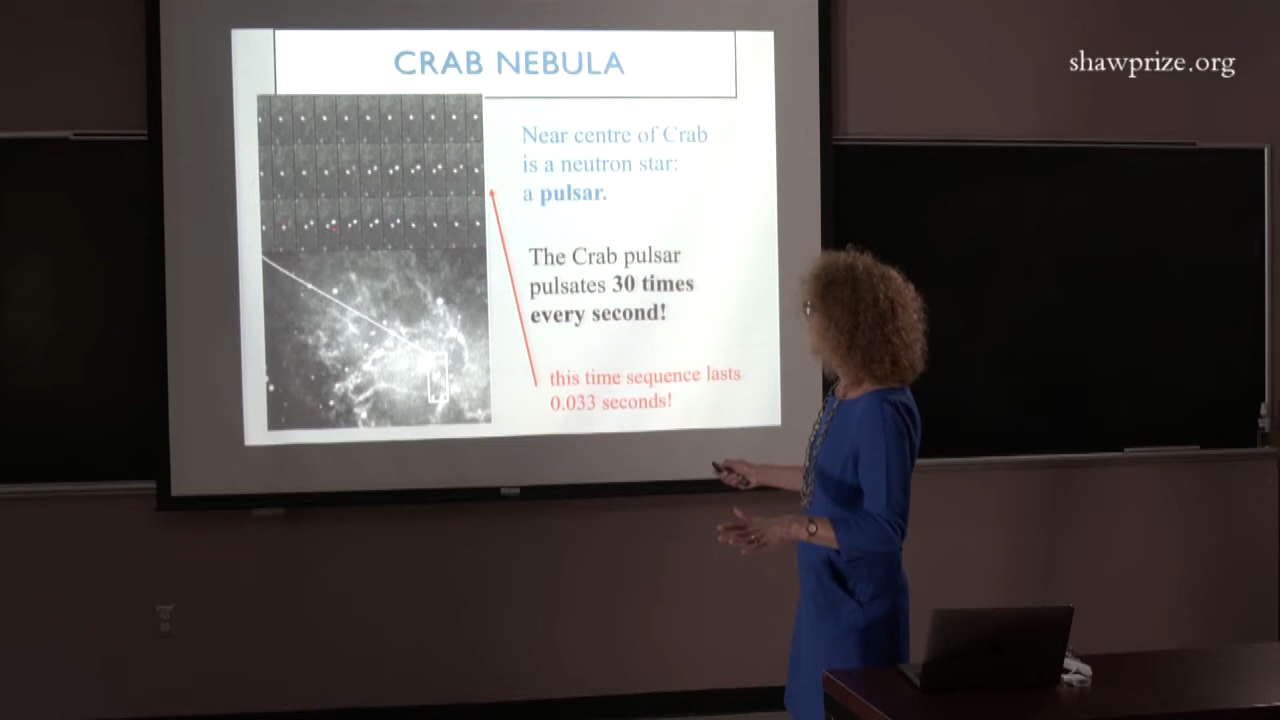 CRAB NEBULA
shawprize.org
Near centre of Crab
is a neutron star:
a pulsar.
The Crab pulsar
pulsates 30 times
every second!
this time sequence lasts
0.033 seconds!